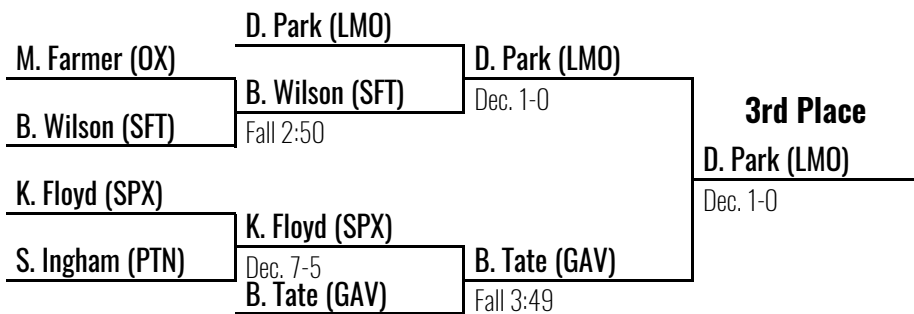 D. Park (LMO)
M. Farmer (OX)
D. Park (LMO)
B. Wilson (SFT)
Dec. 1-0
3rd Place
B. Wilson (SFT)
Fall 2:50
D. Park (LMO)
K. Floyd (SPX)
Dec. 1-0
K. Floyd (SPX)
S. Ingham (PTN)
Dec. 7-5
B. Tate (GAV)
B. Tate (GAV)
Fall 3:49